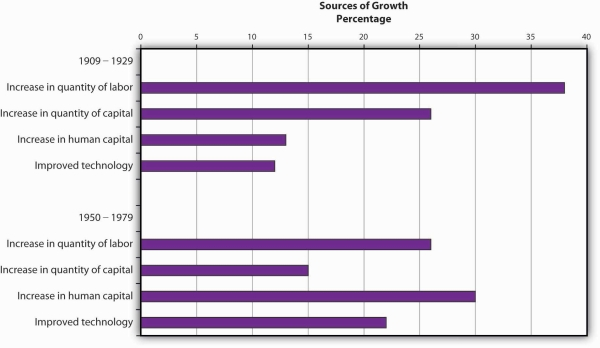 Sources of Growth
Percentage
0 5 10 15 20 25 30 35 40
1909 – 1929
Increase in quantity of labor
Increase in quantity of capital
Increase in human capital
Improved technology
1950 – 1979
Increase in quantity of labor
Increase in quantity of capital
Increase in human capital
Improved technology